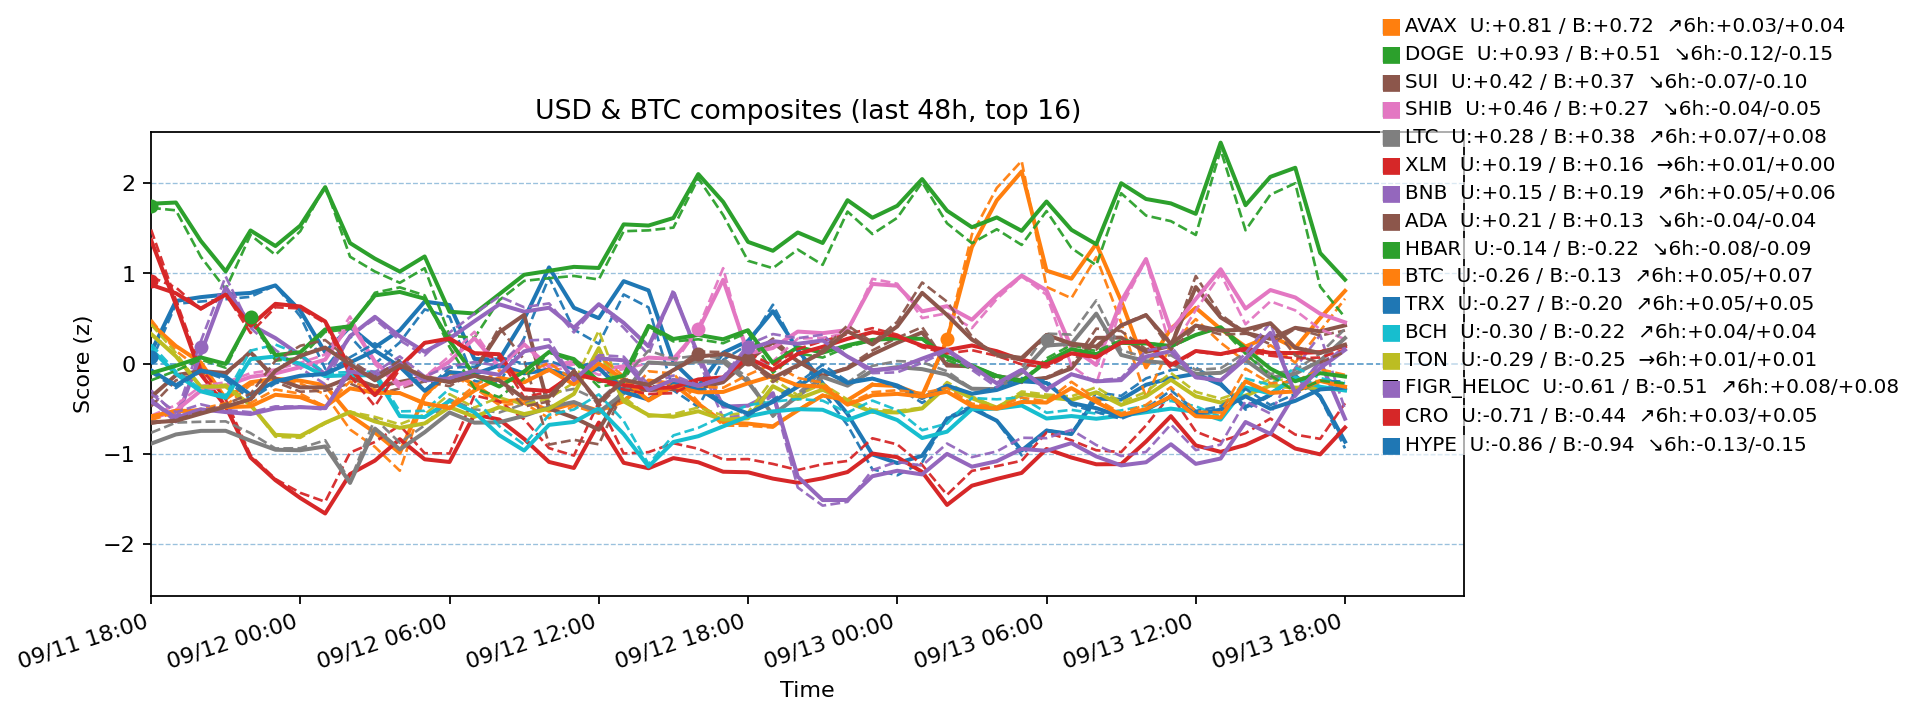 AVAX  U:+0.81 / B:+0.72  ↗6h:+0.03/+0.04
DOGE  U:+0.93 / B:+0.51  ↘6h:-0.12/-0.15
SUI  U:+0.42 / B:+0.37  ↘6h:-0.07/-0.10
SHIB  U:+0.46 / B:+0.27  ↘6h:-0.04/-0.05
LTC  U:+0.28 / B:+0.38  ↗6h:+0.07/+0.08
XLM  U:+0.19 / B:+0.16  →6h:+0.01/+0.00
BNB  U:+0.15 / B:+0.19  ↗6h:+0.05/+0.06
ADA  U:+0.21 / B:+0.13  ↘6h:-0.04/-0.04
HBAR  U:-0.14 / B:-0.22  ↘6h:-0.08/-0.09
BTC  U:-0.26 / B:-0.13  ↗6h:+0.05/+0.07
TRX  U:-0.27 / B:-0.20  ↗6h:+0.05/+0.05
BCH  U:-0.30 / B:-0.22  ↗6h:+0.04/+0.04
TON  U:-0.29 / B:-0.25  →6h:+0.01/+0.01
FIGR_HELOC  U:-0.61 / B:-0.51  ↗6h:+0.08/+0.08
CRO  U:-0.71 / B:-0.44  ↗6h:+0.03/+0.05
HYPE  U:-0.86 / B:-0.94  ↘6h:-0.13/-0.15
USD & BTC composites (last 48h, top 16)
Score (z)
2
1
0
−1
−2
09/11 18:00
09/12 00:00
09/12 06:00
09/12 12:00
09/12 18:00
09/13 00:00
09/13 06:00
09/13 12:00
09/13 18:00
Time